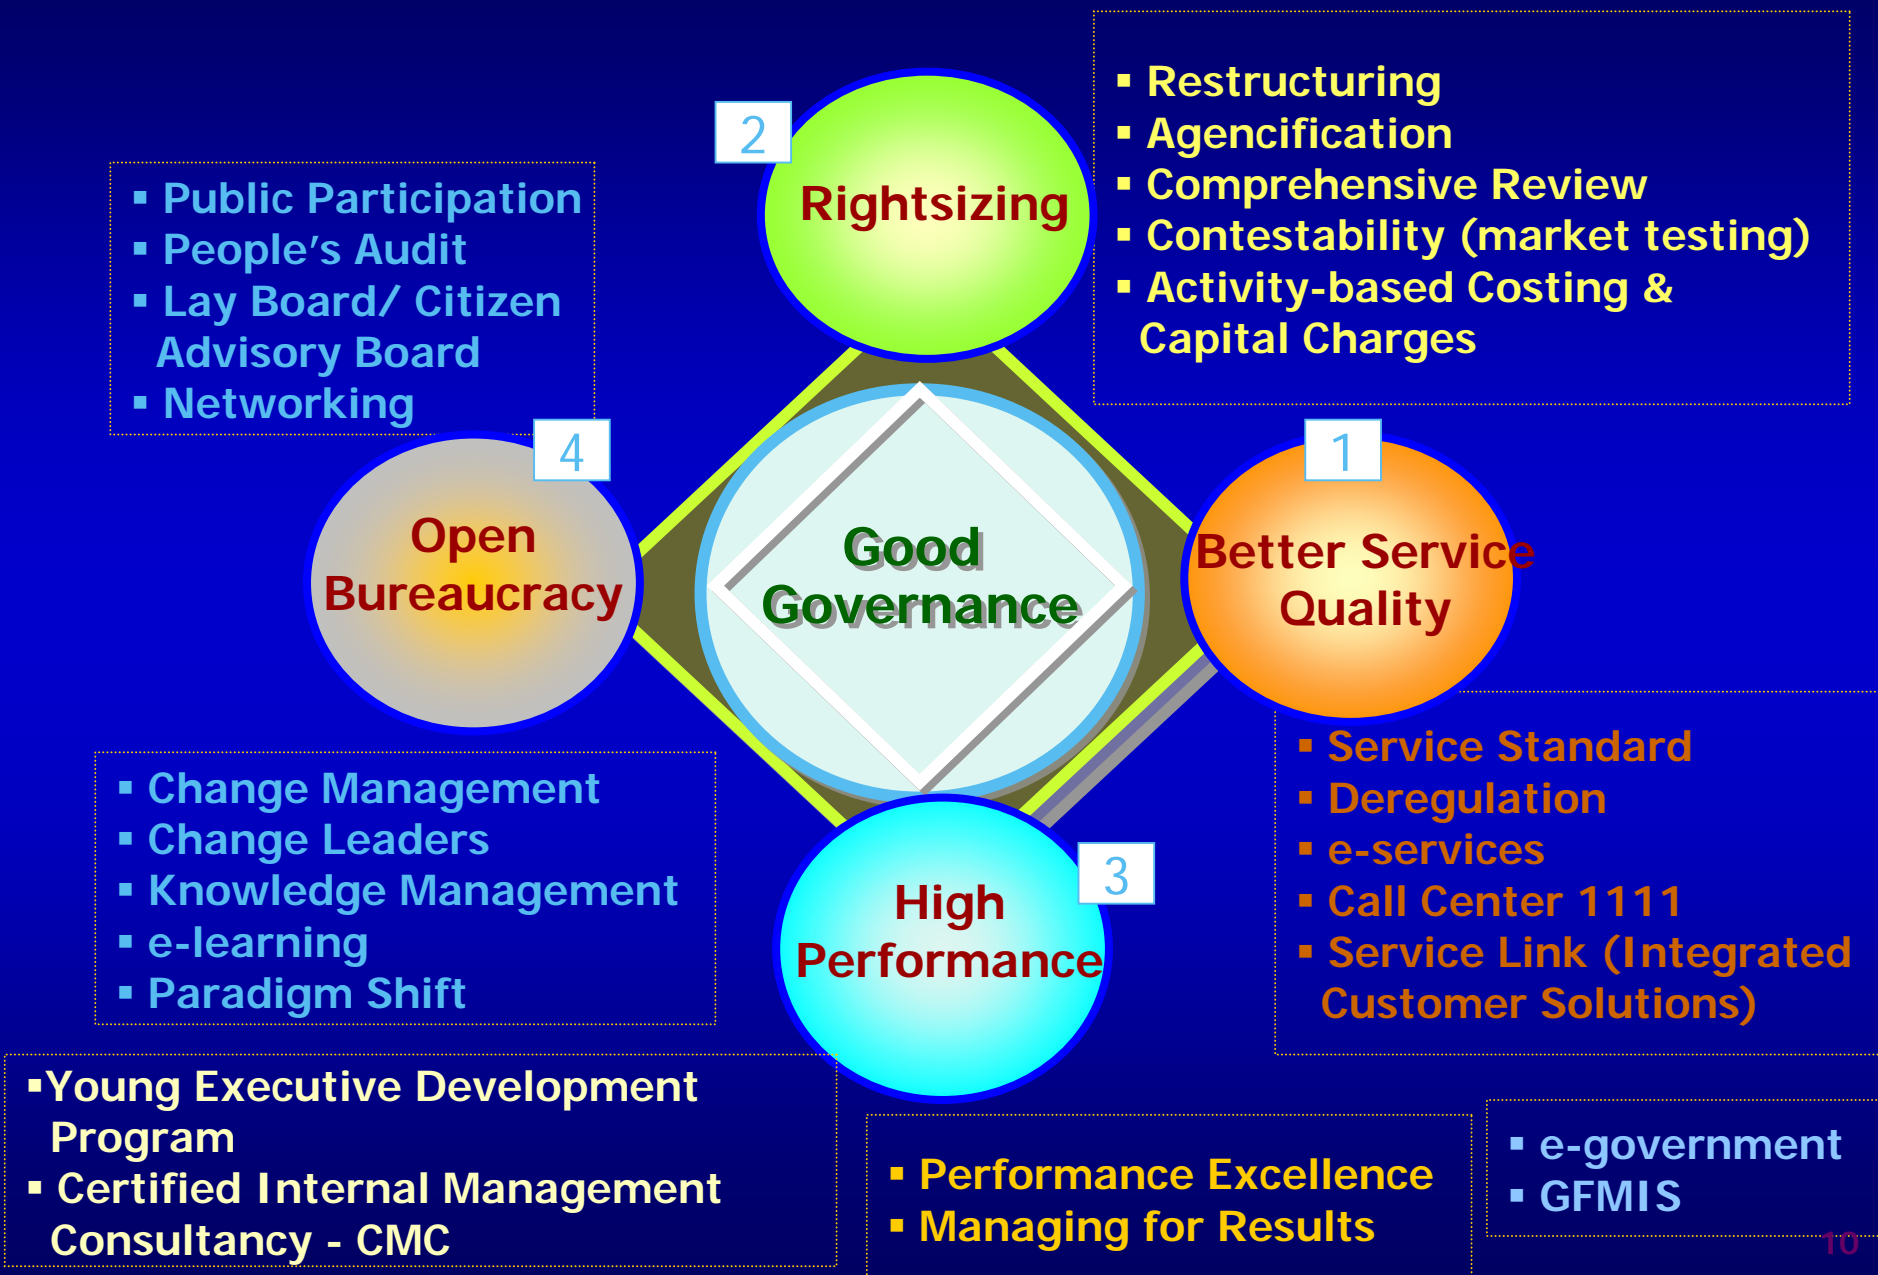 ▪ Restructuring
▪ Agencification
▪ Comprehensive Review
▪ Contestability (market testing)
▪ Activity-based Costing &
Capital Charges
2
Rightsizing
▪ Public Participation
▪ People’s Audit
▪ Lay Board/ Citizen
Advisory Board
▪ Networking
4
Open
Bureaucracy
Good
Governance
1
Better Service
Quality
▪ Service Standard
▪ Deregulation
▪ e-services
▪ Call Center 1111
▪ Service Link (Integrated
Customer Solutions)
▪ Change Management
▪ Change Leaders
▪ Knowledge Management
▪ e-learning
▪ Paradigm Shift
3
High
Performance
▪Young Executive Development
Program
▪ Certified Internal Management
Consultancy - CMC
▪ Performance Excellence
▪ Managing for Results
▪ e-government
▪ GFMIS
10